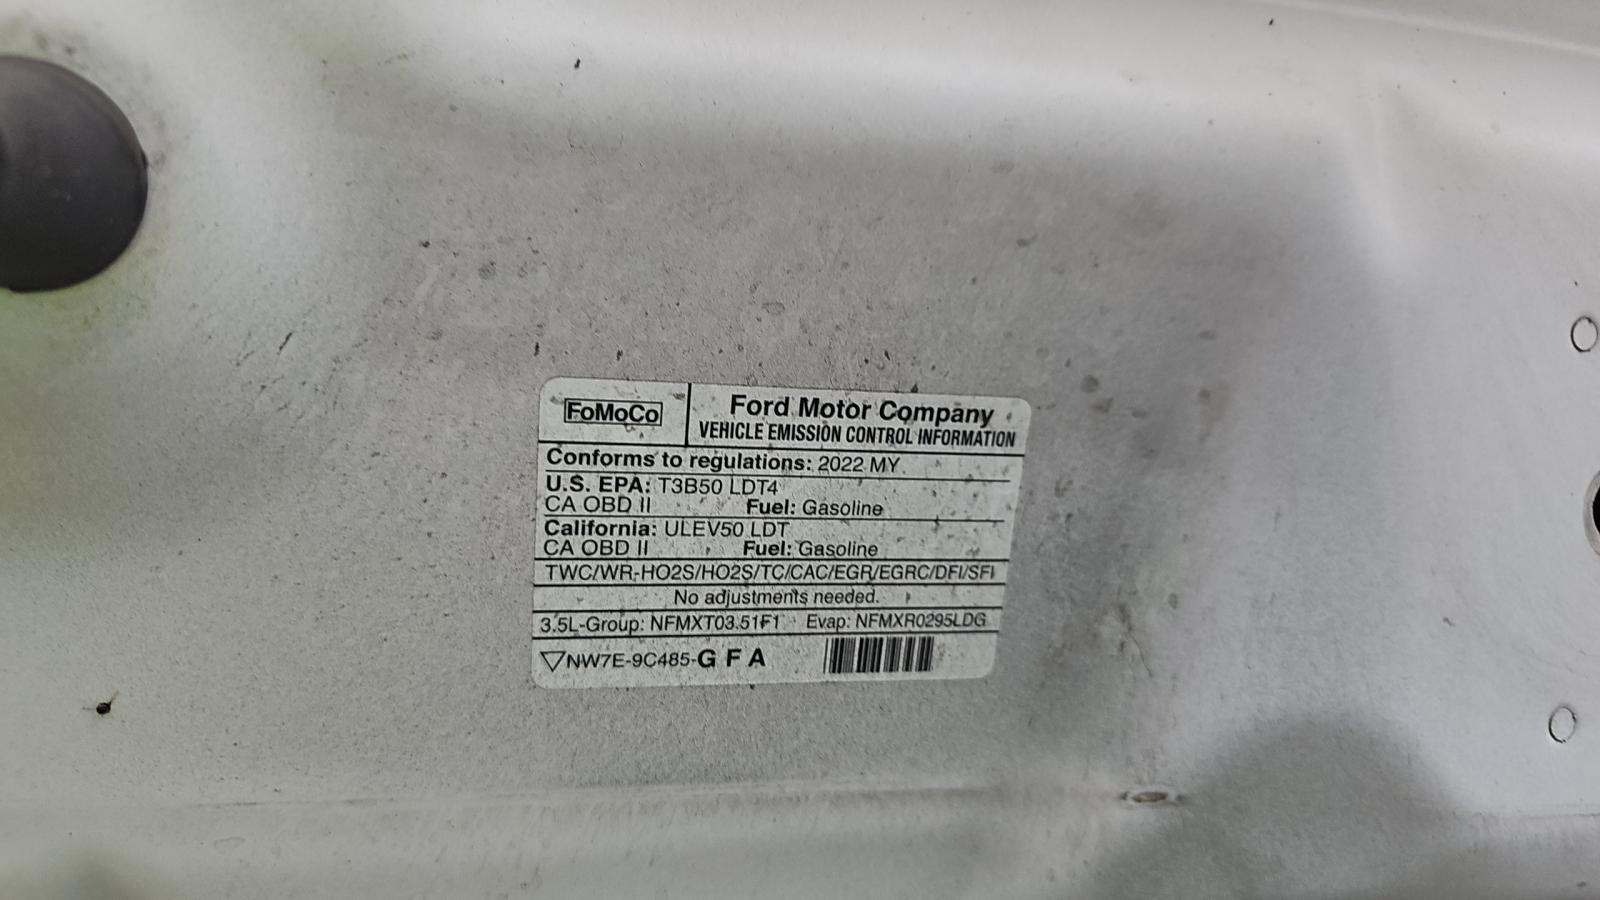 FoMoCo
Ford Motor Company
VEHICLE EMISSION CONTROL INFORMATION
Conforms to regulations: 2022 MY
U.S. EPA: T3B50 LDT4
CA OBD II Fuel: Gasoline
California: ULEV50 LDT
CA OBD II Fuel: Gasoline
TWC/WR-HO2S/HO2S/TC/CAC/EGR/EGRC/DFI/SFI
No adjustments needed.
3.5L-Group: NFMXT03.51F1 Evap: NFMXR0295LDG
NW7E-9C485-G F A